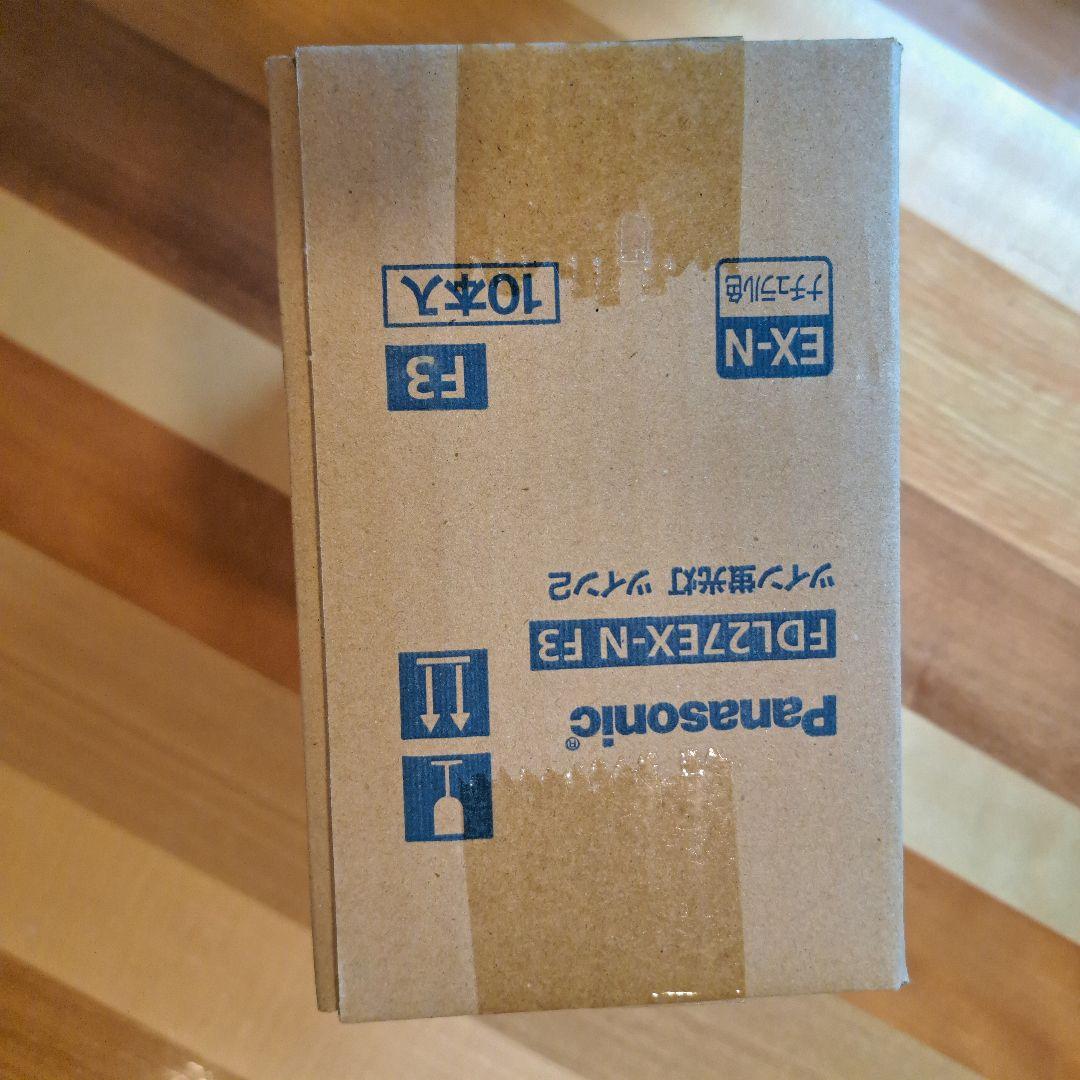 Panasonic®
FDL27EX-N F3
ツイン蛍光灯 ツイン2
EX-N
ナチュラル色
F3
10本入